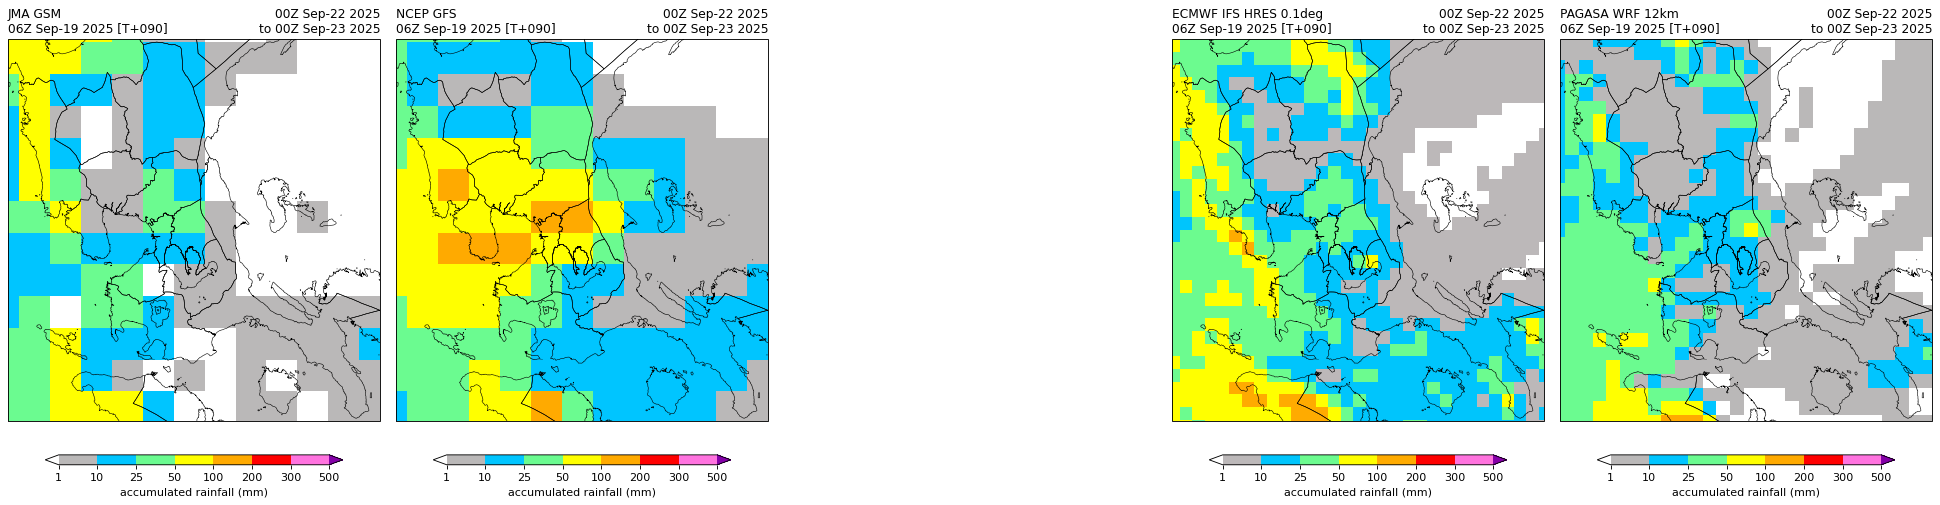 JMA GSM 00Z Sep-22 2025
06Z Sep-19 2025 [T+090] to 00Z Sep-23 2025
1 10 25 50 100 200 300 500
accumulated rainfall (mm)
NCEP GFS 00Z Sep-22 2025
06Z Sep-19 2025 [T+090] to 00Z Sep-23 2025
1 10 25 50 100 200 300 500
accumulated rainfall (mm)
ECMWF IFS HRES 0.1deg 00Z Sep-22 2025
06Z Sep-19 2025 [T+090] to 00Z Sep-23 2025
1 10 25 50 100 200 300 500
accumulated rainfall (mm)
PAGASA WRF 12km 00Z Sep-22 2025
06Z Sep-19 2025 [T+090] to 00Z Sep-23 2025
1 10 25 50 100 200 300 500
accumulated rainfall (mm)